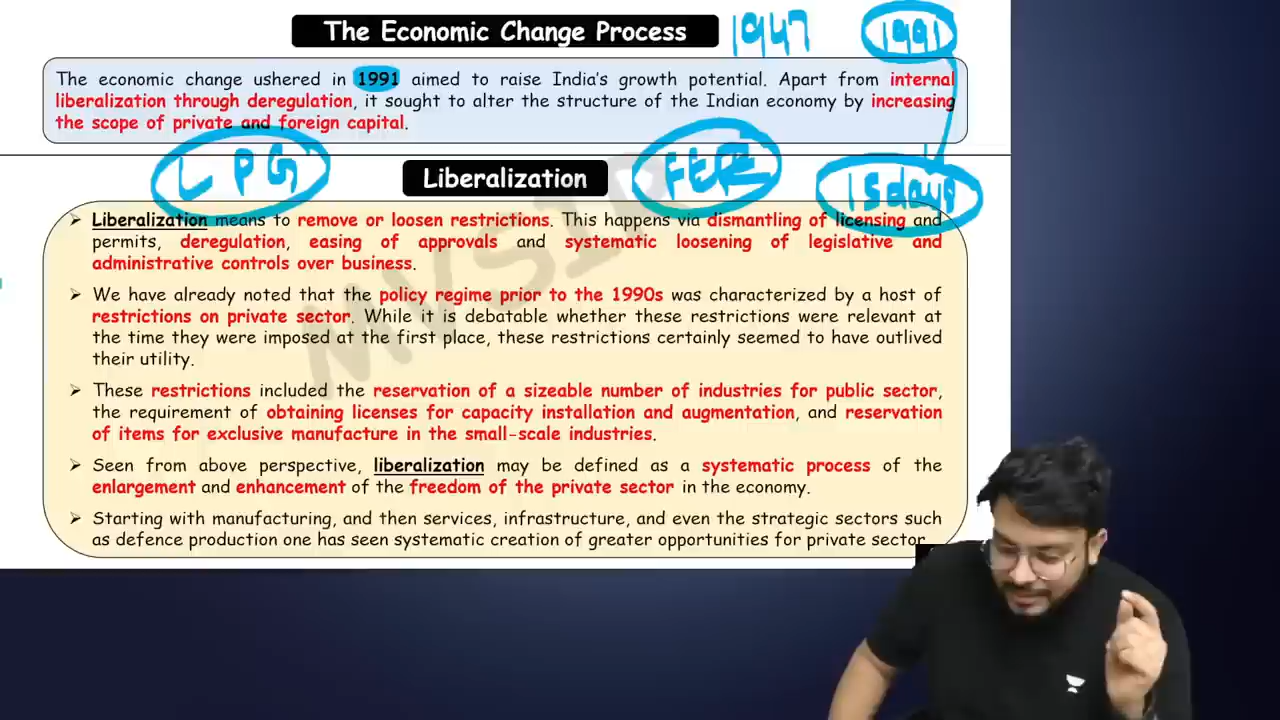 The Economic Change Process 1947 1991
The economic change ushered in 1991 aimed to raise India's growth potential. Apart from internal
liberalization through deregulation, it sought to alter the structure of the Indian economy by increasing
the scope of private and foreign capital.
LPG Liberalization FER 15 days
➤ Liberalization means to remove or loosen restrictions. This happens via dismantling of licensing and
permits, deregulation, easing of approvals and systematic loosening of legislative and
administrative controls over business.
➤ We have already noted that the policy regime prior to the 1990s was characterized by a host of
restrictions on private sector. While it is debatable whether these restrictions were relevant at
the time they were imposed at the first place, these restrictions certainly seemed to have outlived
their utility.
➤ These restrictions included the reservation of a sizeable number of industries for public sector,
the requirement of obtaining licenses for capacity installation and augmentation, and reservation
of items for exclusive manufacture in the small-scale industries.
➤ Seen from above perspective, liberalization may be defined as a systematic process of the
enlargement and enhancement of the freedom of the private sector in the economy.
➤ Starting with manufacturing, and then services, infrastructure, and even the strategic sectors such
as defence production one has seen systematic creation of greater opportunities for private sector.